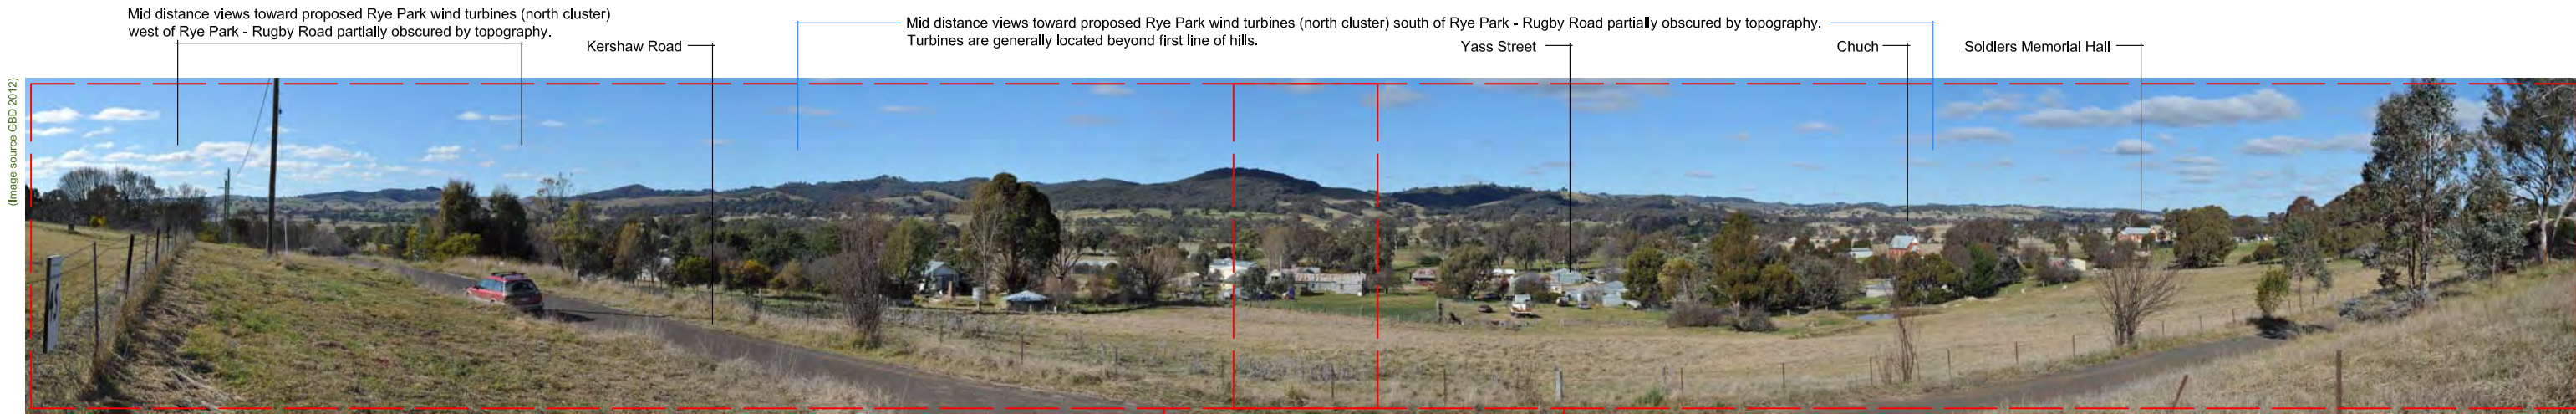 Mid distance views toward proposed Rye Park wind turbines (north cluster)
west of Rye Park - Rugby Road partially obscured by topography.
Kershaw Road
Mid distance views toward proposed Rye Park wind turbines (north cluster) south of Rye Park - Rugby Road partially obscured by topography.
Turbines are generally located beyond first line of hills.
Yass Street
Chuch
Soldiers Memorial Hall
(Image source GBD 2012)